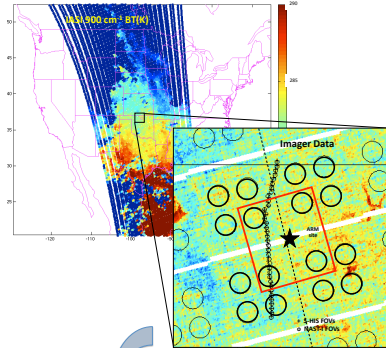 IASI 900 cm⁻¹ BT(K)
290
50
45
285
40
35
Imager Data
30
25
ARM
site
-120
-110
-100
S-HIS FOVs
o NAST-I FOVs